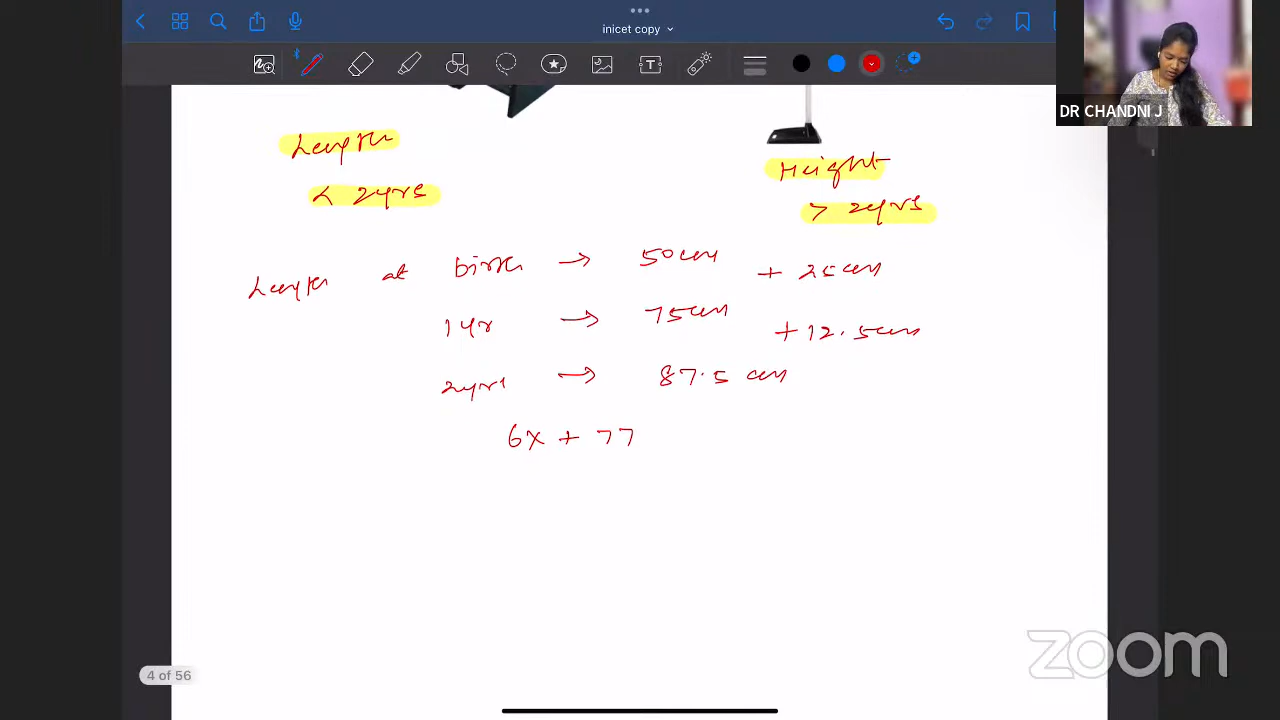 inicet copy
DR CHANDNI J
Length
< 2yrs
Height
> 2yrs
Length at birth → 50cm + 25cm
1yr → 75cm + 12.5cm
2yrs → 87.5 cm
6x + 77
4 of 56
zoom